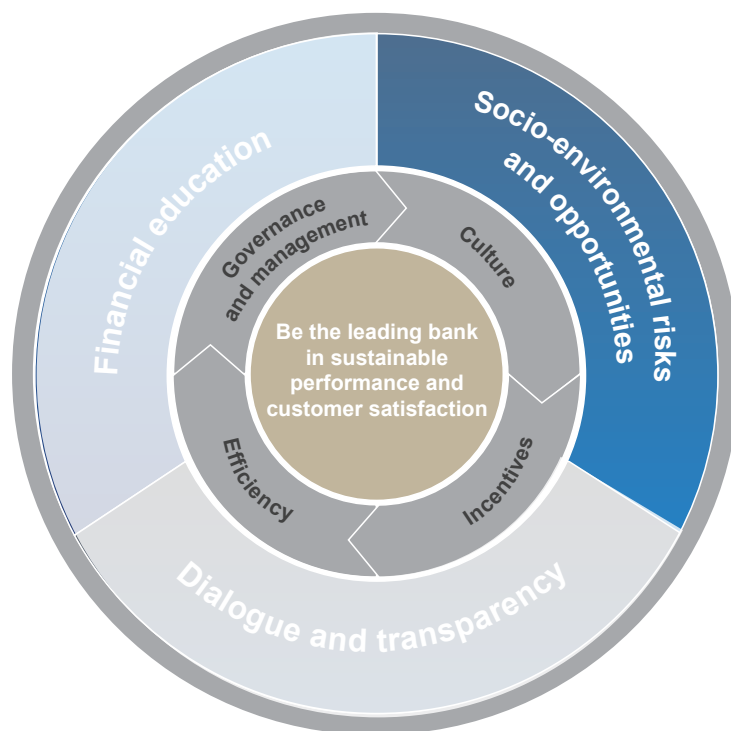 Financial education
Socio-environmental risks
and opportunities
Dialogue and transparency
Governance
and management
Culture
Incentives
Efficiency
Be the leading bank
in sustainable
performance and
customer satisfaction